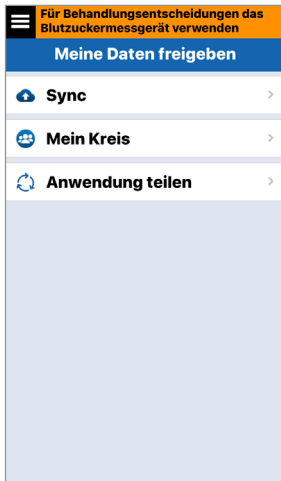 Für Behandlungsentscheidungen das
Blutzuckermessgerät verwenden
Meine Daten freigeben
Sync
Mein Kreis
Anwendung teilen